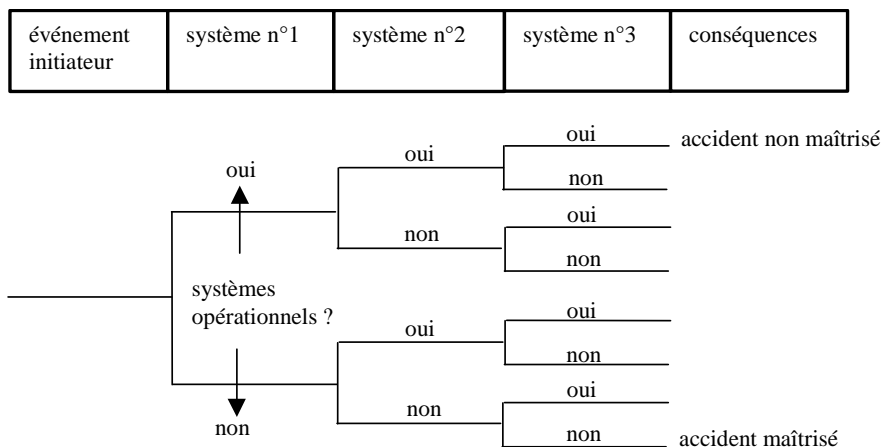 événement
initiateur
système n°1
système n°2
système n°3
conséquences
oui
accident non maîtrisé
oui
oui
non
oui
non
non
systèmes
opérationnels ?
oui
oui
non
oui
non
non
non
accident maîtrisé